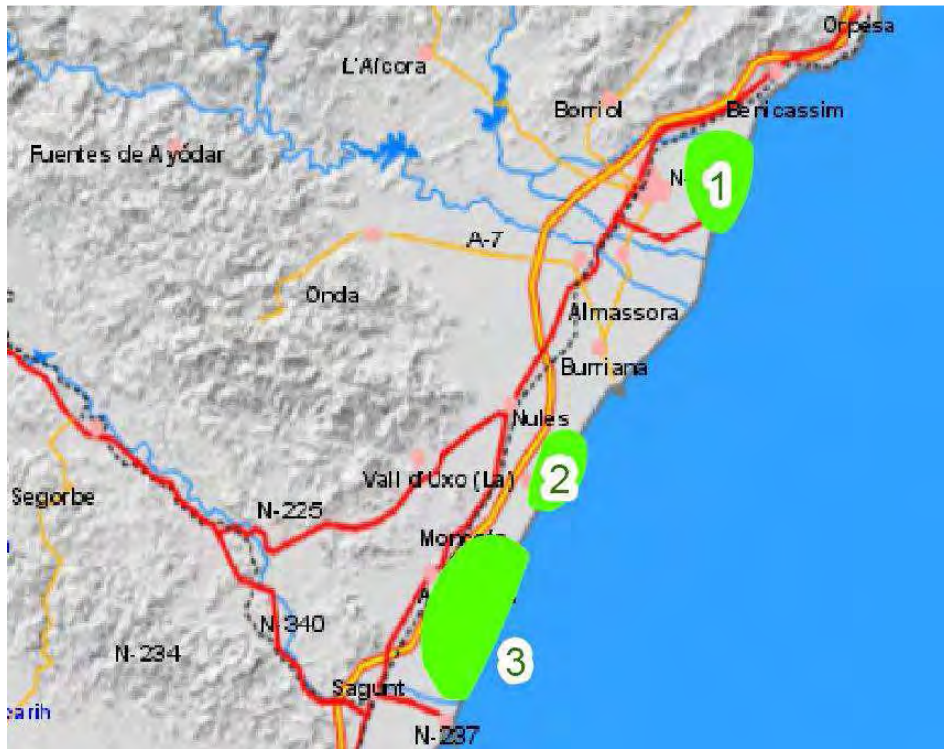 Orpesa
L'Alcora
Borriol
Benicassim
Fuentes de Ayódar
N-
1
A-7
Onda
Almassora
Burriana
Nules
Vall d'Uxo (La)
2
Segorbe
N-225
N-340
3
N-234
Sagunt
earih
N-237